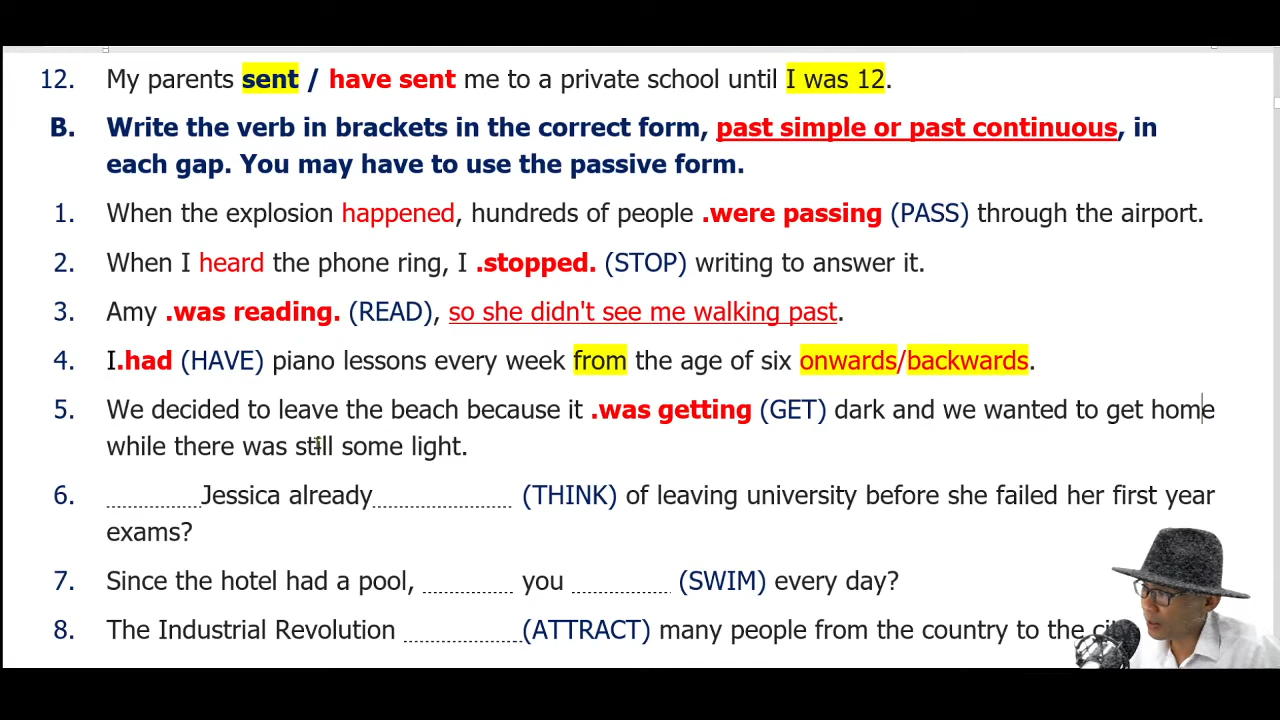 12. My parents sent / have sent me to a private school until I was 12.
B. Write the verb in brackets in the correct form, past simple or past continuous, in
each gap. You may have to use the passive form.
1. When the explosion happened, hundreds of people .were passing (PASS) through the airport.
2. When I heard the phone ring, I .stopped. (STOP) writing to answer it.
3. Amy .was reading. (READ), so she didn't see me walking past.
4. I.had (HAVE) piano lessons every week from the age of six onwards/backwards.
5. We decided to leave the beach because it .was getting (GET) dark and we wanted to get home
while there was still some light.
6. ............Jessica already.................. (THINK) of leaving university before she failed her first year
exams?
7. Since the hotel had a pool, ............ you ............. (SWIM) every day?
8. The Industrial Revolution ...............(ATTRACT) many people from the country to the